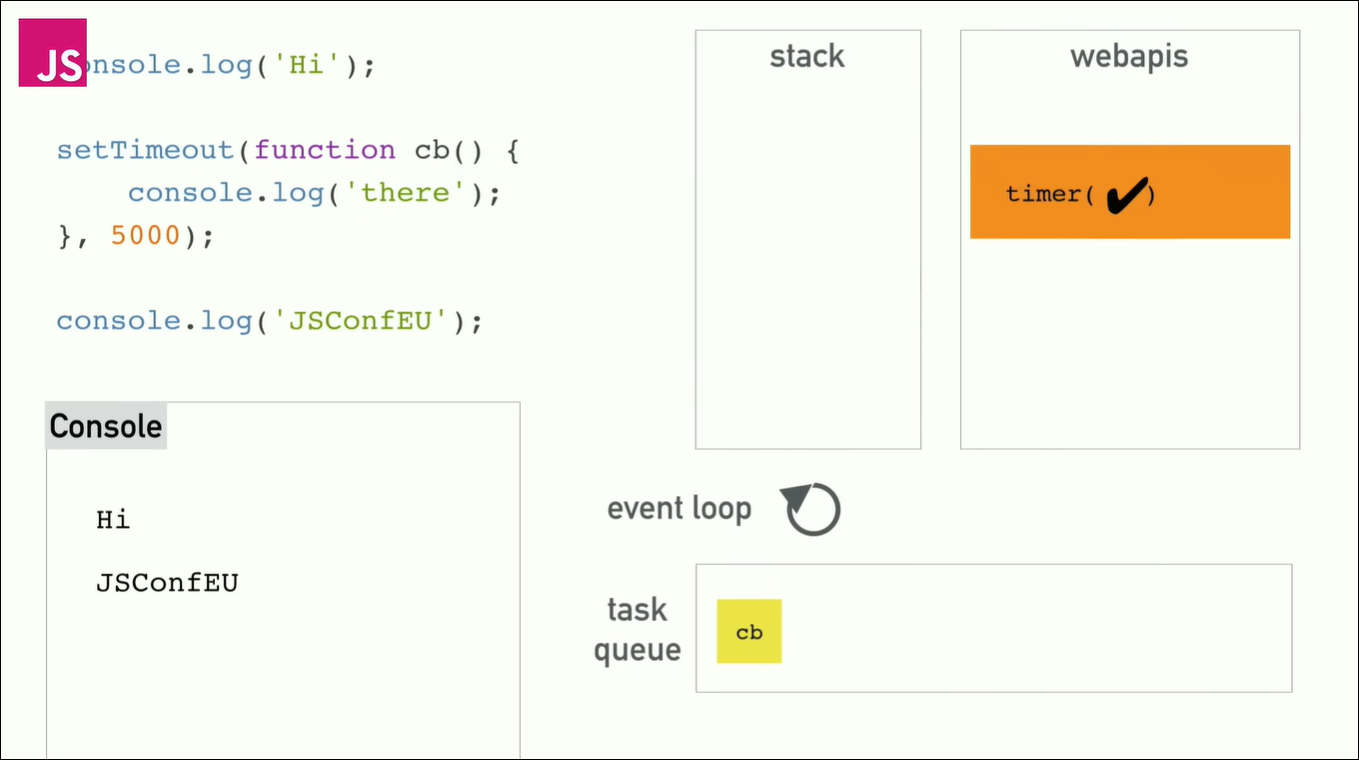 JS
onsole.log('Hi');
setTimeout(function cb() {
    console.log('there');
}, 5000);
console.log('JSConfEU');
Console
Hi
JSConfEU
stack
webapis
timer( ✔)
event loop
task
queue
cb